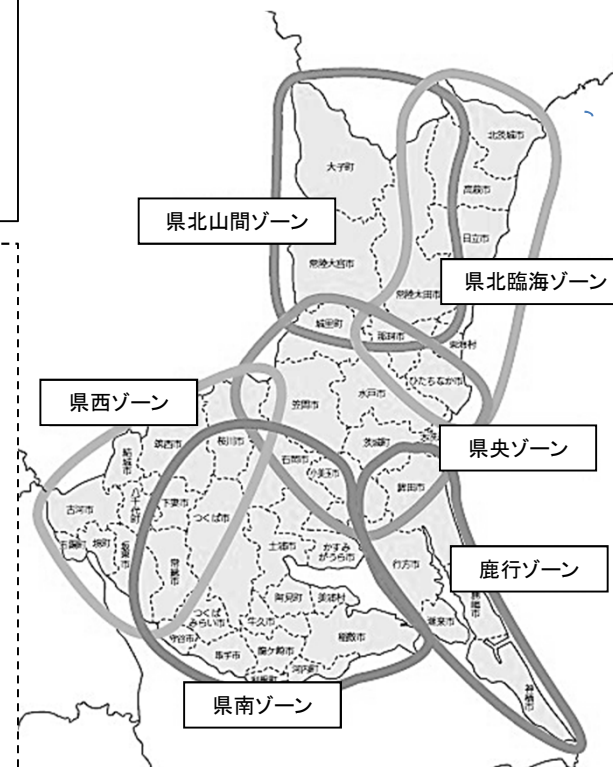 北茨城市
大子町
高萩市
県北山間ゾーン
日立市
常陸大宮市
県北臨海ゾーン
常陸太田市
城里町
那珂市
東海村
ひたちなか市
県西ゾーン
笠間市
水戸市
桜川市
筑西市
茨城町
県央ゾーン
結城市
石岡市
小美玉市
鉾田市
古河市
八千代町
下妻市
つくば市
五霞町
境町
坂東市
土浦市
かすみ
がうら市
行方市
鹿行ゾーン
常総市
鹿嶋市
阿見町
美浦村
つくば
みらい市
牛久市
潮来市
守谷市
稲敷市
取手市
龍ケ崎市
河内町
利根町
神栖市
県南ゾーン